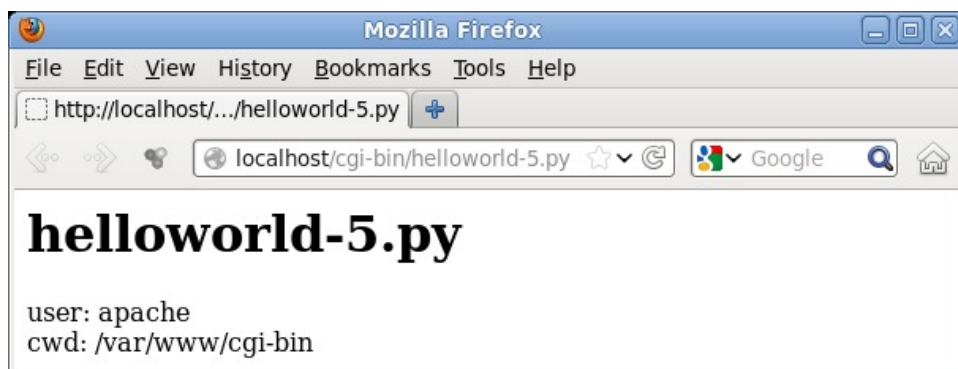 Mozilla Firefox
File Edit View History Bookmarks Tools Help
http://localhost/.../helloworld-5.py
localhost/cgi-bin/helloworld-5.py Google
helloworld-5.py
user: apache
cwd: /var/www/cgi-bin